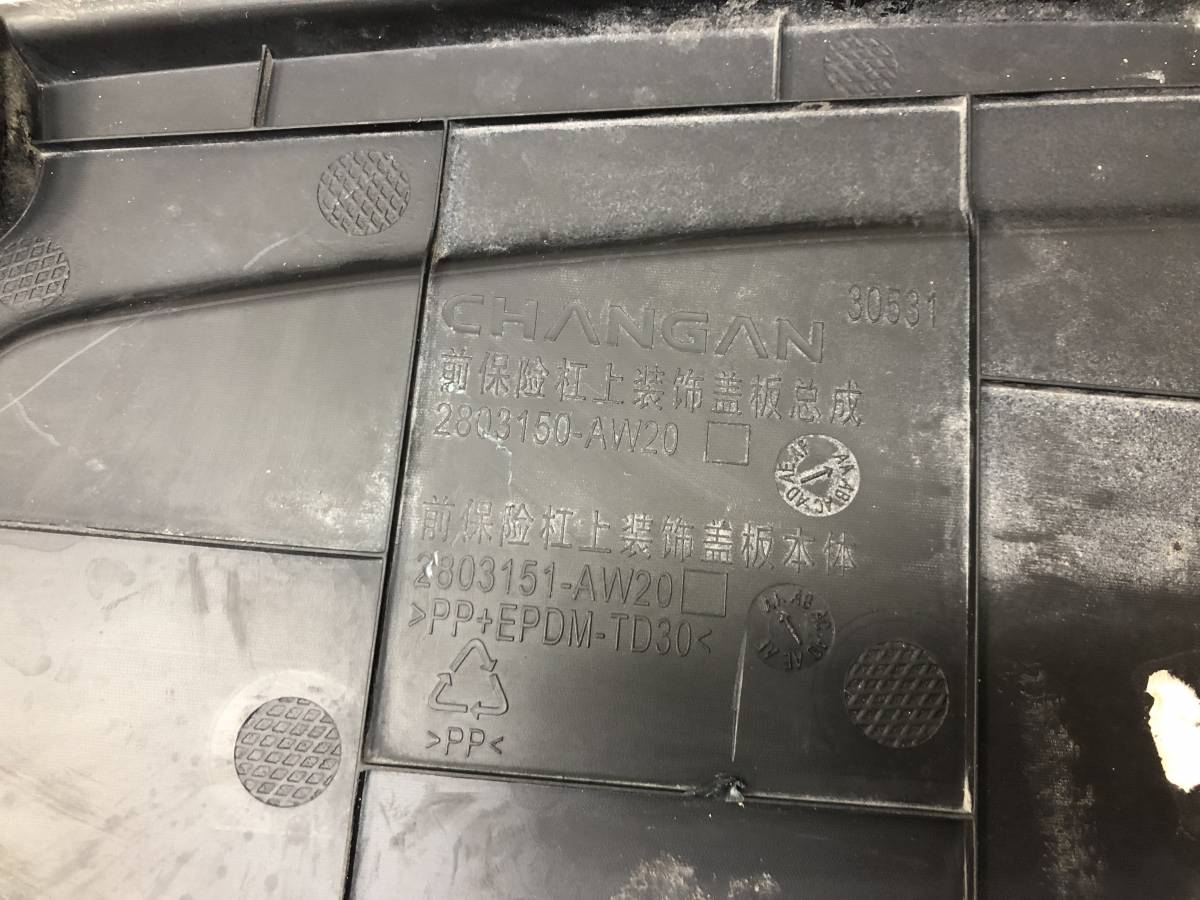 CHANGAN
30531
前保险杠上装饰盖板总成
2803150-AW20
前保险杠上装饰盖板本体
2803151-AW20
>PP+EPDM-TD30<
>PP<